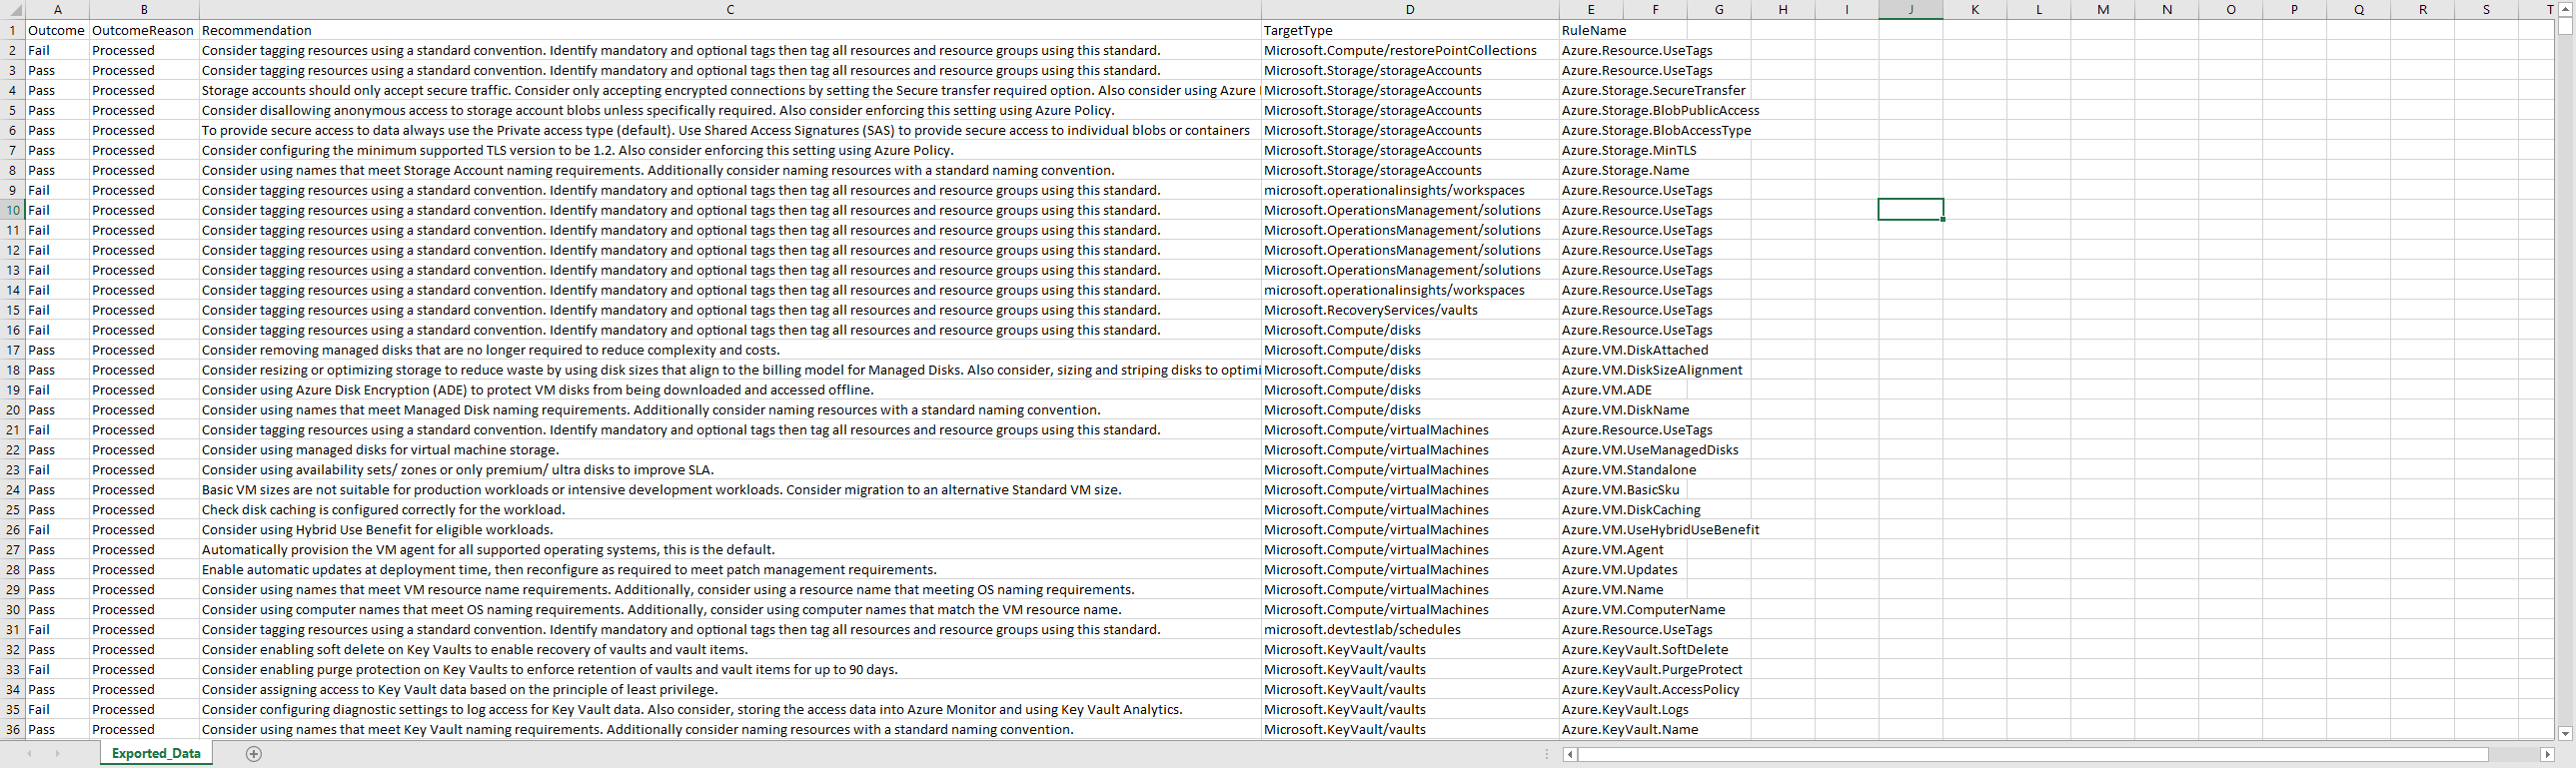 A B C D E F G H I J K L M N O P Q R S T
1 Outcome OutcomeReason Recommendation TargetType RuleName
2 Fail Processed Consider tagging resources using a standard convention. Identify mandatory and optional tags then tag all resources and resource groups using this standard. Microsoft.Compute/restorePointCollections Azure.Resource.UseTags
3 Pass Processed Consider tagging resources using a standard convention. Identify mandatory and optional tags then tag all resources and resource groups using this standard. Microsoft.Storage/storageAccounts Azure.Resource.UseTags
4 Pass Processed Storage accounts should only accept secure traffic. Consider only accepting encrypted connections by setting the Secure transfer required option. Also consider using Azure Microsoft.Storage/storageAccounts Azure.Storage.SecureTransfer
5 Pass Processed Consider disallowing anonymous access to storage account blobs unless specifically required. Also consider enforcing this setting using Azure Policy. Microsoft.Storage/storageAccounts Azure.Storage.BlobPublicAccess
6 Pass Processed To provide secure access to data always use the Private access type (default). Use Shared Access Signatures (SAS) to provide secure access to individual blobs or containers Microsoft.Storage/storageAccounts Azure.Storage.BlobAccessType
7 Pass Processed Consider configuring the minimum supported TLS version to be 1.2. Also consider enforcing this setting using Azure Policy. Microsoft.Storage/storageAccounts Azure.Storage.MinTLS
8 Pass Processed Consider using names that meet Storage Account naming requirements. Additionally consider naming resources with a standard naming convention. Microsoft.Storage/storageAccounts Azure.Storage.Name
9 Fail Processed Consider tagging resources using a standard convention. Identify mandatory and optional tags then tag all resources and resource groups using this standard. microsoft.operationalinsights/workspaces Azure.Resource.UseTags
10 Fail Processed Consider tagging resources using a standard convention. Identify mandatory and optional tags then tag all resources and resource groups using this standard. Microsoft.OperationsManagement/solutions Azure.Resource.UseTags
11 Fail Processed Consider tagging resources using a standard convention. Identify mandatory and optional tags then tag all resources and resource groups using this standard. Microsoft.OperationsManagement/solutions Azure.Resource.UseTags
12 Fail Processed Consider tagging resources using a standard convention. Identify mandatory and optional tags then tag all resources and resource groups using this standard. Microsoft.OperationsManagement/solutions Azure.Resource.UseTags
13 Fail Processed Consider tagging resources using a standard convention. Identify mandatory and optional tags then tag all resources and resource groups using this standard. Microsoft.OperationsManagement/solutions Azure.Resource.UseTags
14 Fail Processed Consider tagging resources using a standard convention. Identify mandatory and optional tags then tag all resources and resource groups using this standard. microsoft.operationalinsights/workspaces Azure.Resource.UseTags
15 Fail Processed Consider tagging resources using a standard convention. Identify mandatory and optional tags then tag all resources and resource groups using this standard. Microsoft.RecoveryServices/vaults Azure.Resource.UseTags
16 Fail Processed Consider tagging resources using a standard convention. Identify mandatory and optional tags then tag all resources and resource groups using this standard. Microsoft.Compute/disks Azure.Resource.UseTags
17 Pass Processed Consider removing managed disks that are no longer required to reduce complexity and costs. Microsoft.Compute/disks Azure.VM.DiskAttached
18 Pass Processed Consider resizing or optimizing storage to reduce waste by using disk sizes that align to the billing model for Managed Disks. Also consider, sizing and striping disks to optimi Microsoft.Compute/disks Azure.VM.DiskSizeAlignment
19 Fail Processed Consider using Azure Disk Encryption (ADE) to protect VM disks from being downloaded and accessed offline. Microsoft.Compute/disks Azure.VM.ADE
20 Pass Processed Consider using names that meet Managed Disk naming requirements. Additionally consider naming resources with a standard naming convention. Microsoft.Compute/disks Azure.VM.DiskName
21 Fail Processed Consider tagging resources using a standard convention. Identify mandatory and optional tags then tag all resources and resource groups using this standard. Microsoft.Compute/virtualMachines Azure.Resource.UseTags
22 Pass Processed Consider using managed disks for virtual machine storage. Microsoft.Compute/virtualMachines Azure.VM.UseManagedDisks
23 Fail Processed Consider using availability sets/ zones or only premium/ ultra disks to improve SLA. Microsoft.Compute/virtualMachines Azure.VM.Standalone
24 Pass Processed Basic VM sizes are not suitable for production workloads or intensive development workloads. Consider migration to an alternative Standard VM size. Microsoft.Compute/virtualMachines Azure.VM.BasicSku
25 Pass Processed Check disk caching is configured correctly for the workload. Microsoft.Compute/virtualMachines Azure.VM.DiskCaching
26 Fail Processed Consider using Hybrid Use Benefit for eligible workloads. Microsoft.Compute/virtualMachines Azure.VM.UseHybridUseBenefit
27 Pass Processed Automatically provision the VM agent for all supported operating systems, this is the default. Microsoft.Compute/virtualMachines Azure.VM.Agent
28 Pass Processed Enable automatic updates at deployment time, then reconfigure as required to meet patch management requirements. Microsoft.Compute/virtualMachines Azure.VM.Updates
29 Pass Processed Consider using names that meet VM resource name requirements. Additionally, consider using a resource name that meeting OS naming requirements. Microsoft.Compute/virtualMachines Azure.VM.Name
30 Pass Processed Consider using computer names that meet OS naming requirements. Additionally, consider using computer names that match the VM resource name. Microsoft.Compute/virtualMachines Azure.VM.ComputerName
31 Fail Processed Consider tagging resources using a standard convention. Identify mandatory and optional tags then tag all resources and resource groups using this standard. microsoft.devtestlab/schedules Azure.Resource.UseTags
32 Pass Processed Consider enabling soft delete on Key Vaults to enable recovery of vaults and vault items. Microsoft.KeyVault/vaults Azure.KeyVault.SoftDelete
33 Fail Processed Consider enabling purge protection on Key Vaults to enforce retention of vaults and vault items for up to 90 days. Microsoft.KeyVault/vaults Azure.KeyVault.PurgeProtect
34 Pass Processed Consider assigning access to Key Vault data based on the principle of least privilege. Microsoft.KeyVault/vaults Azure.KeyVault.AccessPolicy
35 Fail Processed Consider configuring diagnostic settings to log access for Key Vault data. Also consider, storing the access data into Azure Monitor and using Key Vault Analytics. Microsoft.KeyVault/vaults Azure.KeyVault.Logs
36 Pass Processed Consider using names that meet Key Vault naming requirements. Additionally consider naming resources with a standard naming convention. Microsoft.KeyVault/vaults Azure.KeyVault.Name
Exported_Data